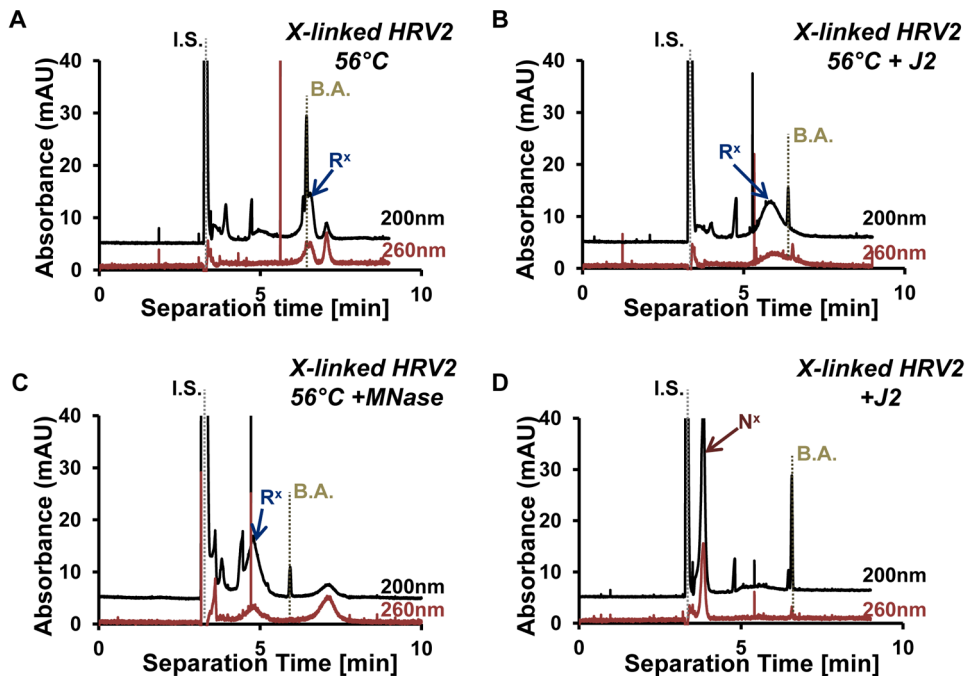 A
X-linked HRV2
56°C
I.S.
B.A.
Rˣ
200nm
260nm
Absorbance (mAU)
40
30
20
10
0
0
5
10
Separation time [min]
B
X-linked HRV2
56°C + J2
I.S.
B.A.
Rˣ
200nm
260nm
Absorbance (mAU)
40
30
20
10
0
0
5
10
Separation Time [min]
C
X-linked HRV2
56°C +MNase
I.S.
Rˣ
B.A.
200nm
260nm
Absorbance (mAU)
40
30
20
10
0
0
5
10
Separation Time [min]
D
X-linked HRV2
+J2
I.S.
Nˣ
B.A.
200nm
260nm
Absorbance (mAU)
40
30
20
10
0
0
5
10
Separation Time [min]